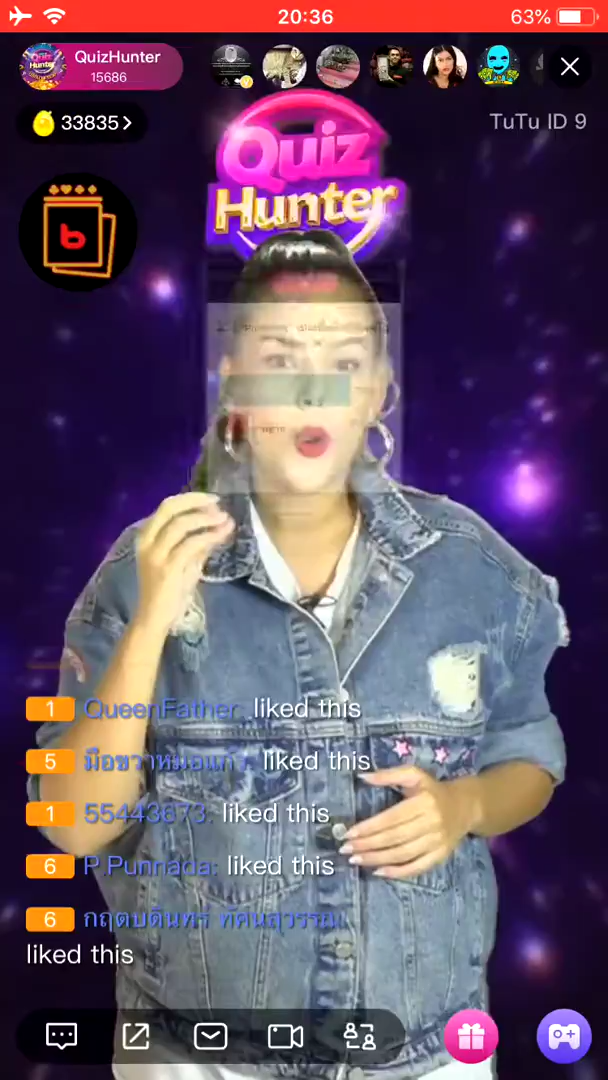 20:36
63%
QuizHunter
15686
33835
TuTu ID 9
Quiz
Hunter
b
1 QueenFather: liked this
5 มือขวาหมอแก้ว: liked this
1 55443673: liked this
6 P.Punnada: liked this
6 กฤตบดินทร์ ทัศนสุวรรณ:
liked this